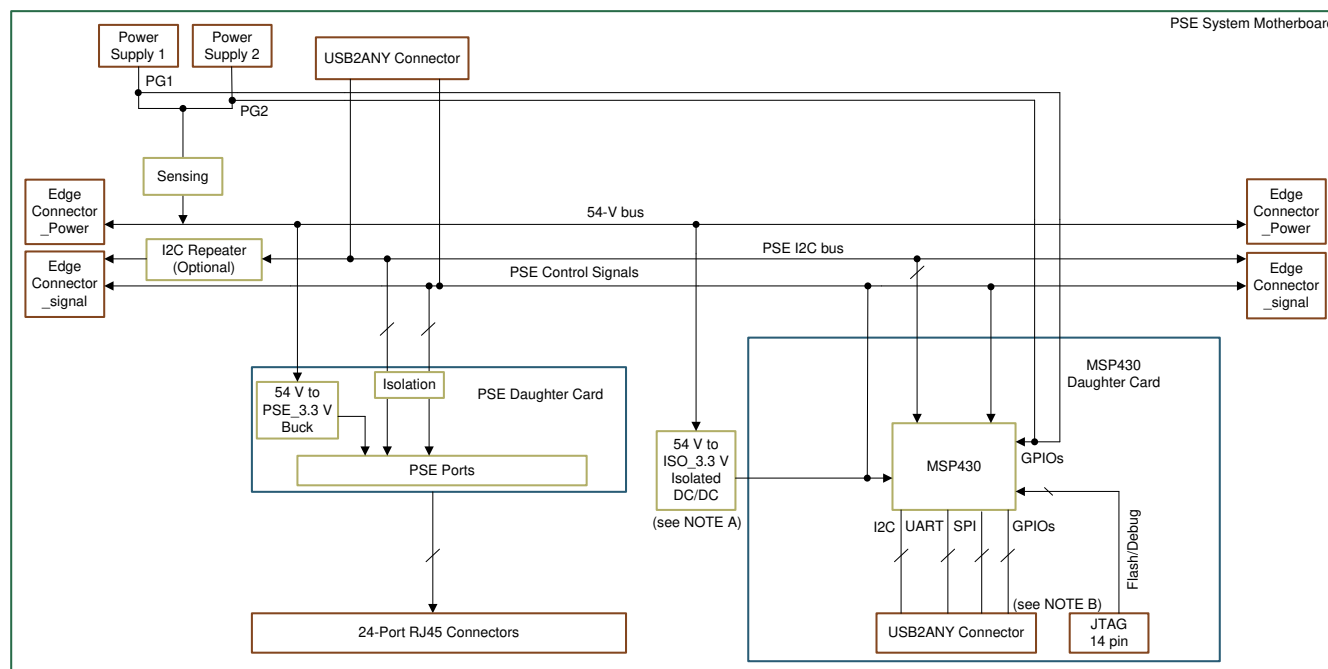 PSE System Motherboard
Power
Supply 1
Power
Supply 2
USB2ANY Connector
PG1
PG2
Sensing
Edge
Connector
_Power
54-V bus
Edge
Connector
_Power
I2C Repeater
(Optional)
PSE I2C bus
Edge
Connector
_signal
PSE Control Signals
Edge
Connector
_signal
MSP430
Daughter Card
54 V to
PSE_3.3 V
Buck
Isolation
PSE Daughter Card
PSE Ports
54 V to
ISO_3.3 V
Isolated
DC/DC
(see NOTE A)
MSP430
GPIOs
I2C
UART
SPI
GPIOs
Flash/Debug
(see NOTE B)
24-Port RJ45 Connectors
USB2ANY Connector
JTAG
14 pin